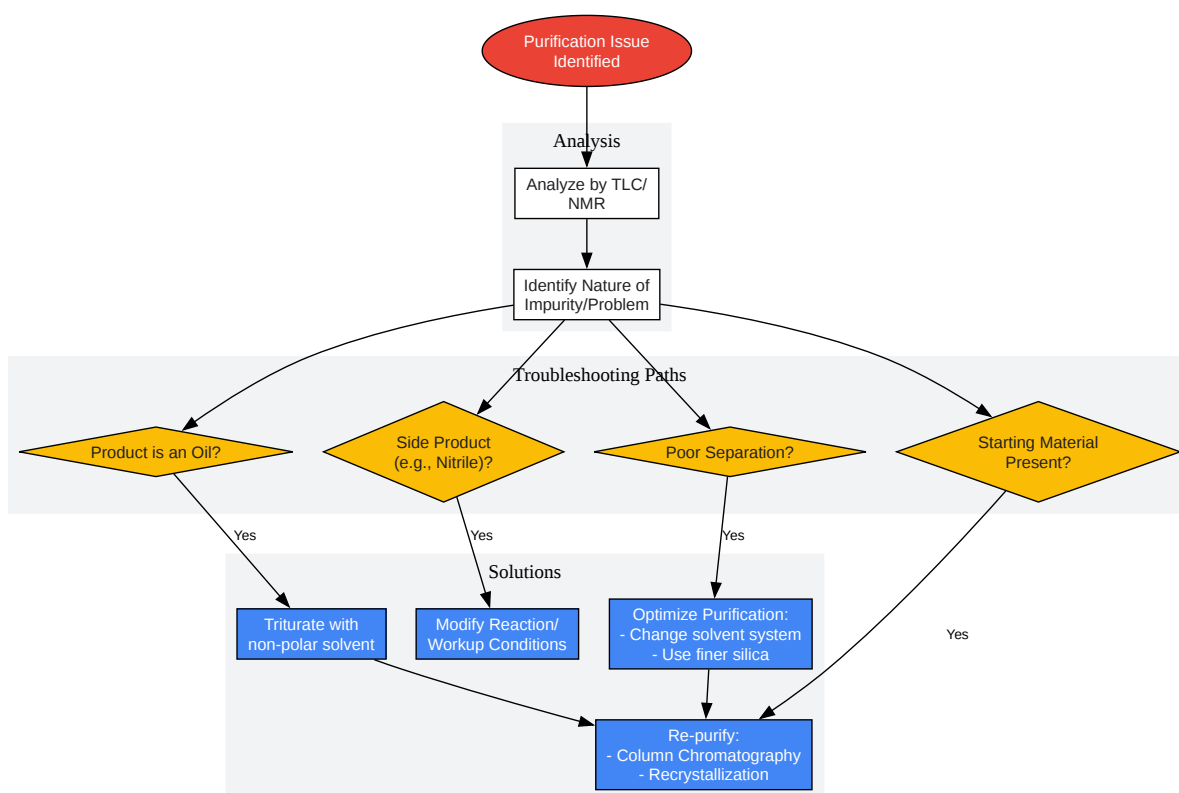 Purification Issue
Identified
Analysis
Analyze by TLC/
NMR
Identify Nature of
Impurity/Problem
Troubleshooting Paths
Product is an Oil?
Side Product
(e.g., Nitrile)?
Poor Separation?
Starting Material
Present?
Yes
Yes
Yes
Solutions
Triturate with
non-polar solvent
Modify Reaction/
Workup Conditions
Optimize Purification:
- Change solvent system
- Use finer silica
Yes
Re-purify:
- Column Chromatography
- Recrystallization